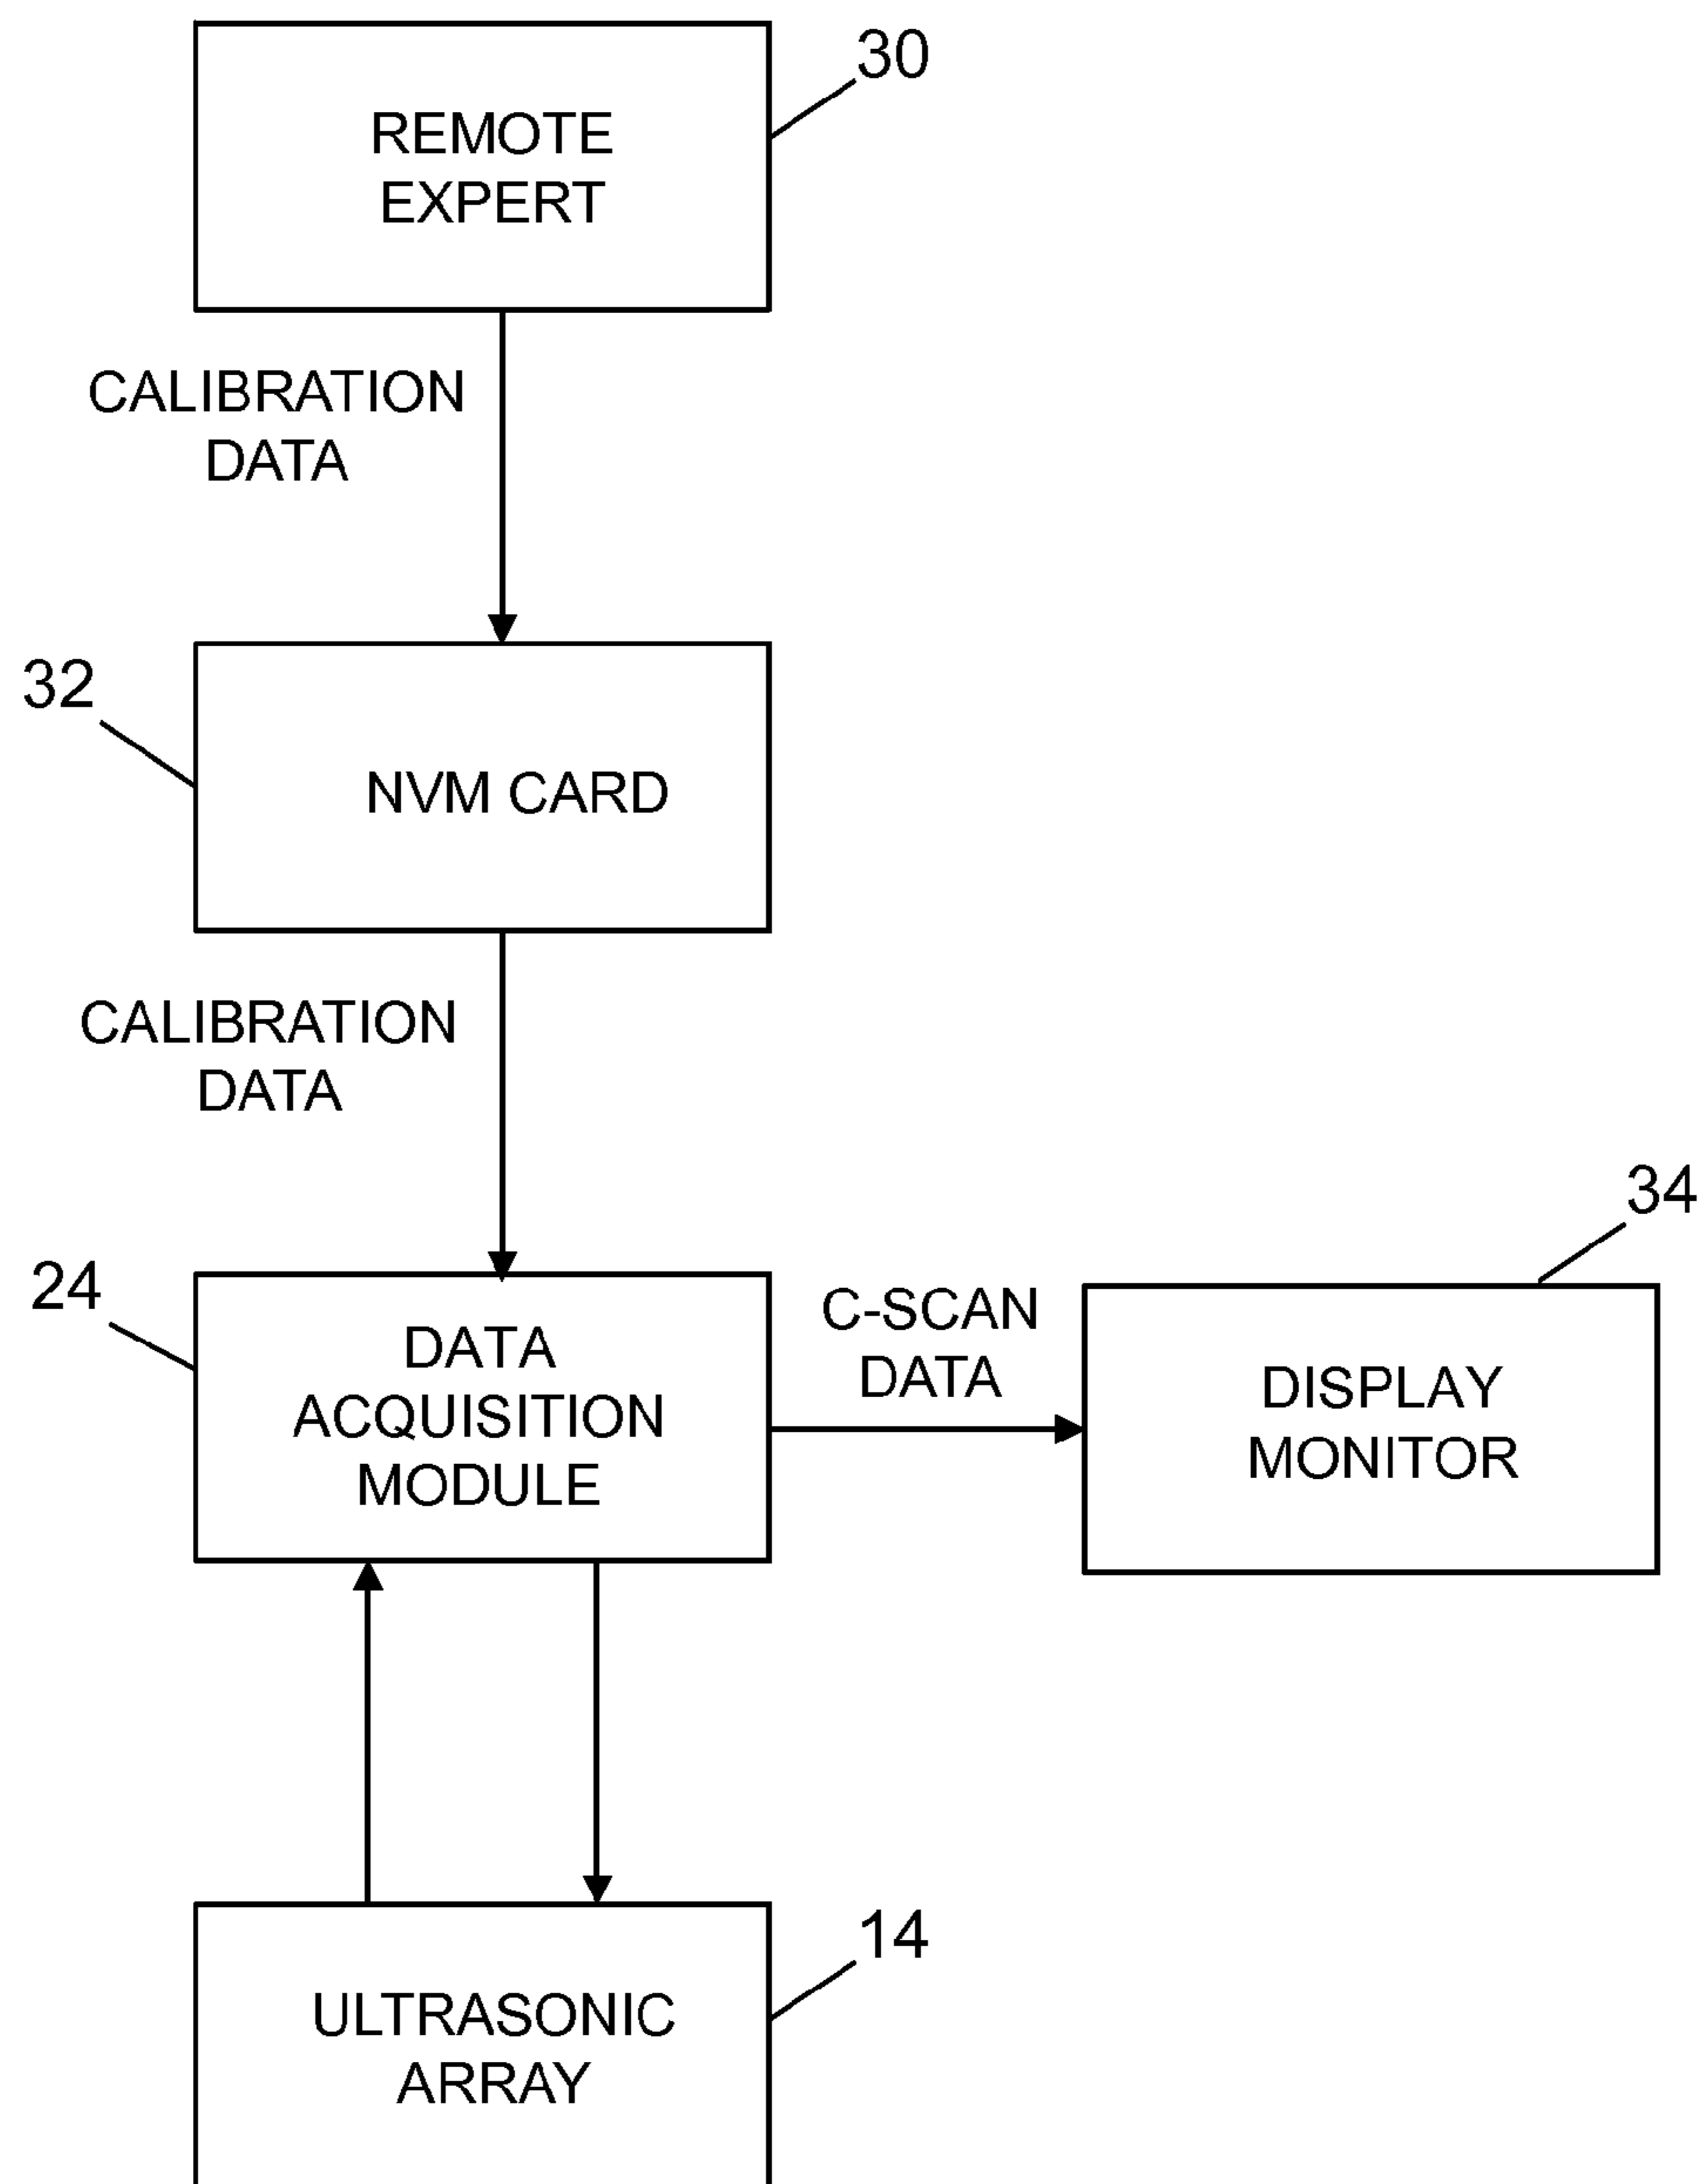 30
REMOTE
EXPERT
CALIBRATION
DATA
32
NVM CARD
CALIBRATION
DATA
34
24
C-SCAN
DATA
DATA
ACQUISITION
MODULE
DISPLAY
MONITOR
14
ULTRASONIC
ARRAY